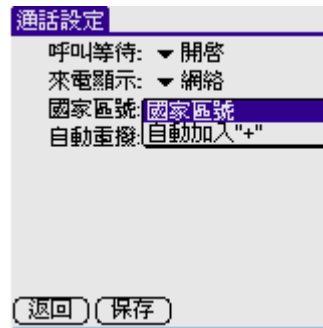 通話設定
呼叫等待: 開啓
來電顯示: 網絡
國家區號: 國家區號
自動重撥: 自動加入"+"
返回 保存